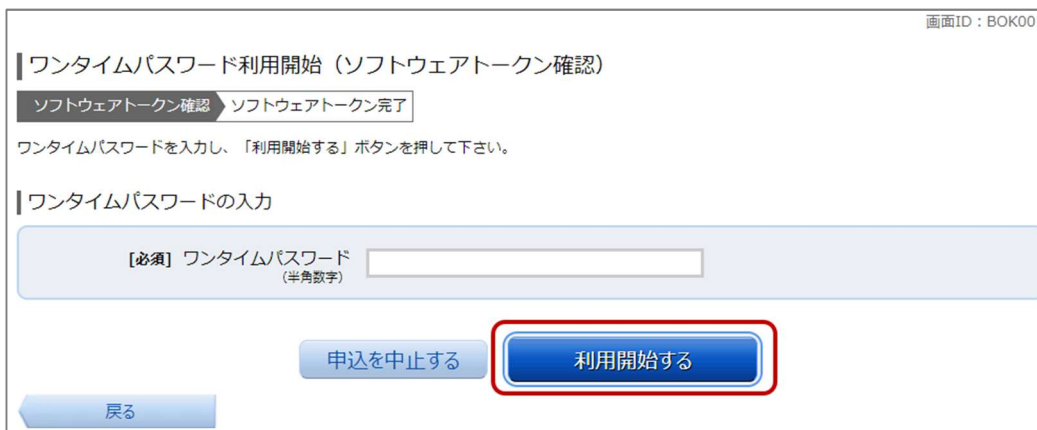 画面ID：BOK00
ワンタイムパスワード利用開始（ソフトウェアトークン確認）
ソフトウェアトークン確認 ソフトウェアトークン完了
ワンタイムパスワードを入力し、「利用開始する」ボタンを押して下さい。
ワンタイムパスワードの入力
[必須] ワンタイムパスワード
（半角数字）
申込を中止する 利用開始する
戻る